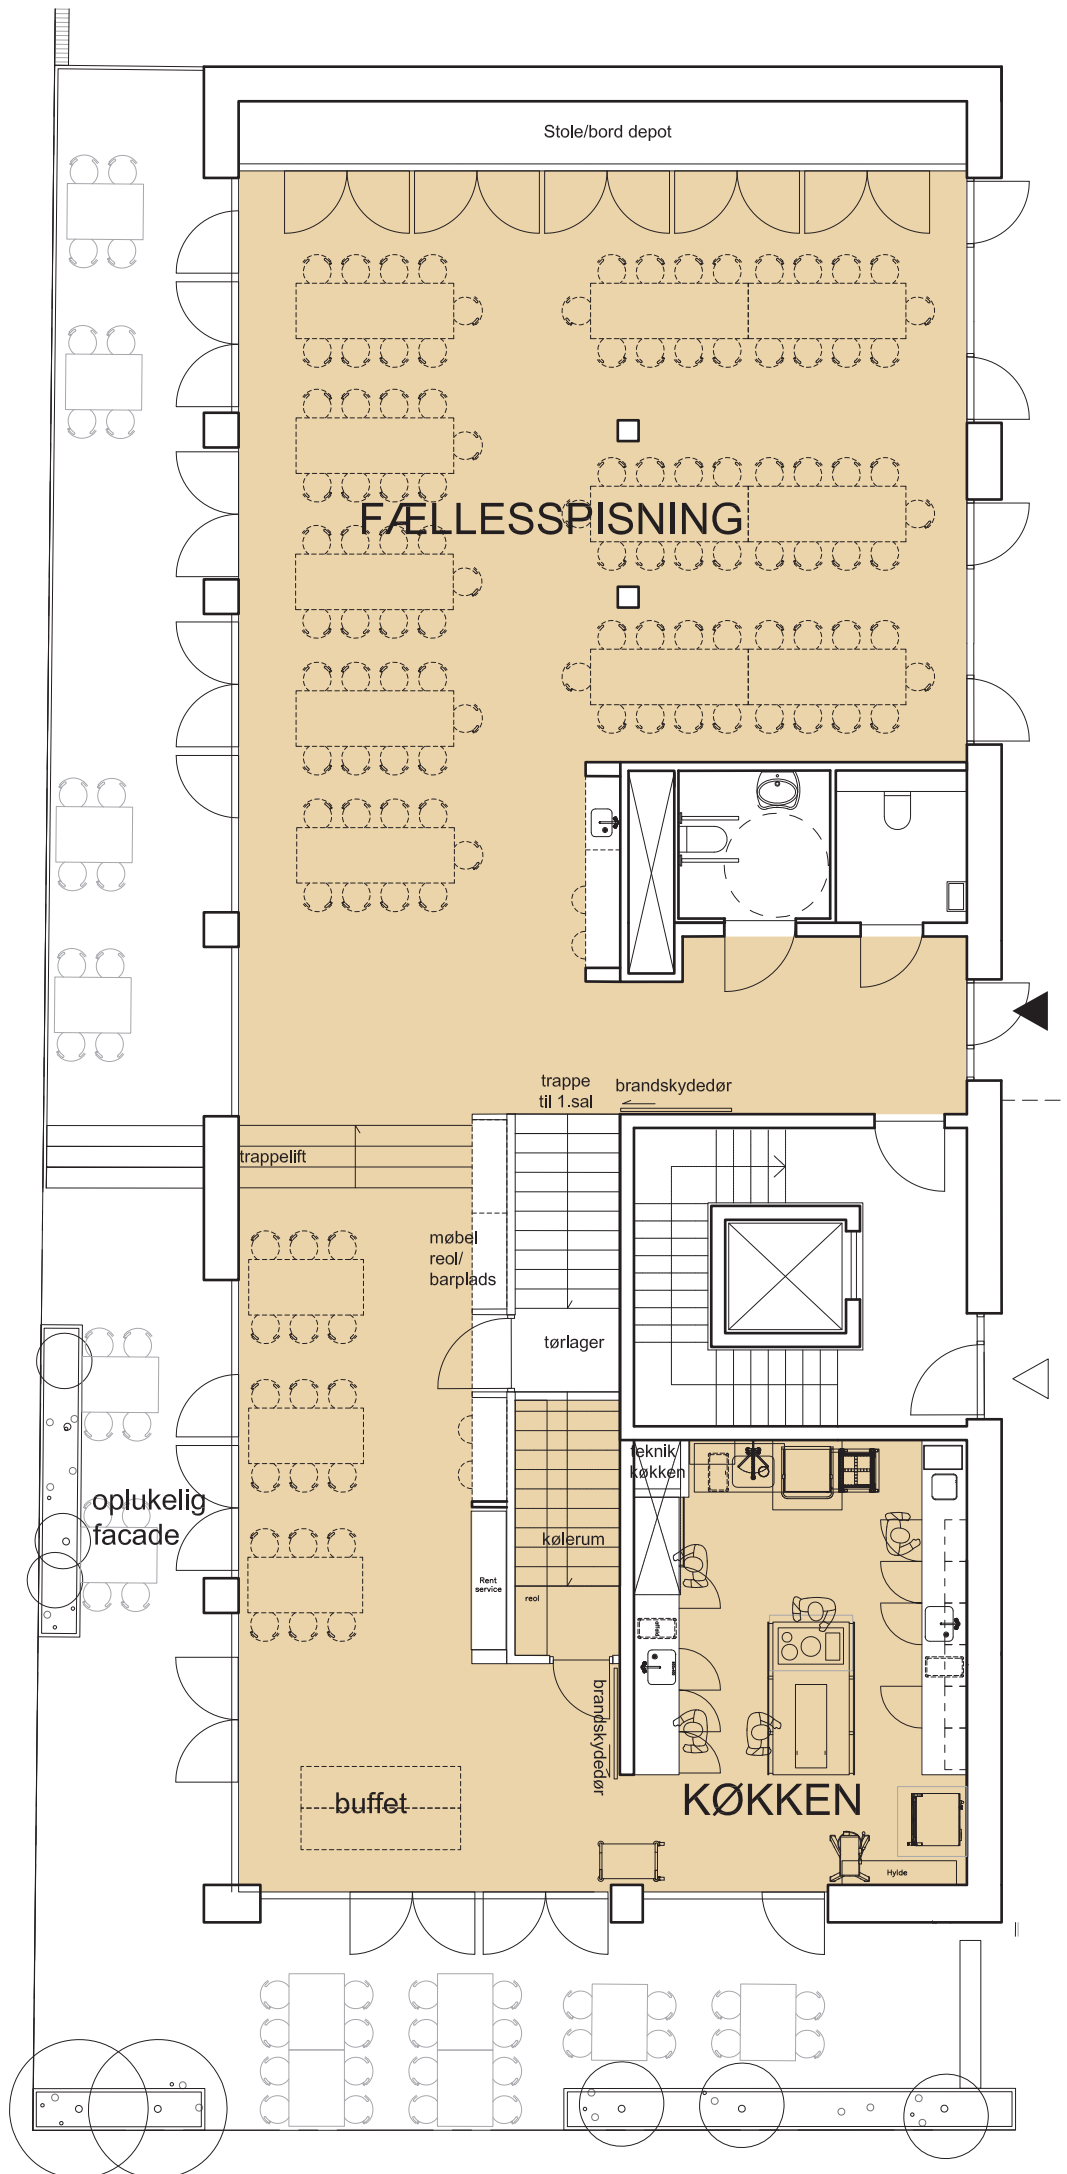 Stole/bord depot
FÆLLESSPISNING
trappe
til 1.sal
brandskydedør
trappelift
møbel
reol/
barplads
tørlager
teknik/
køkken
oplukelig
facade
kølerum
Rent
service
reol
brandskydedør
buffet
KØKKEN
Hylde